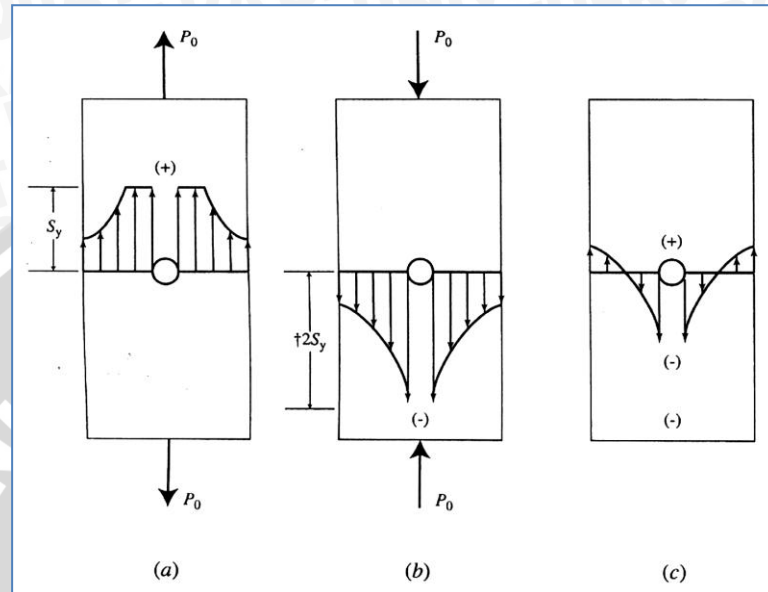 P₀
P₀
(+)
S_y
(+)
†2S_y
(-)
(-)
(-)
P₀
P₀
(a)
(b)
(c)